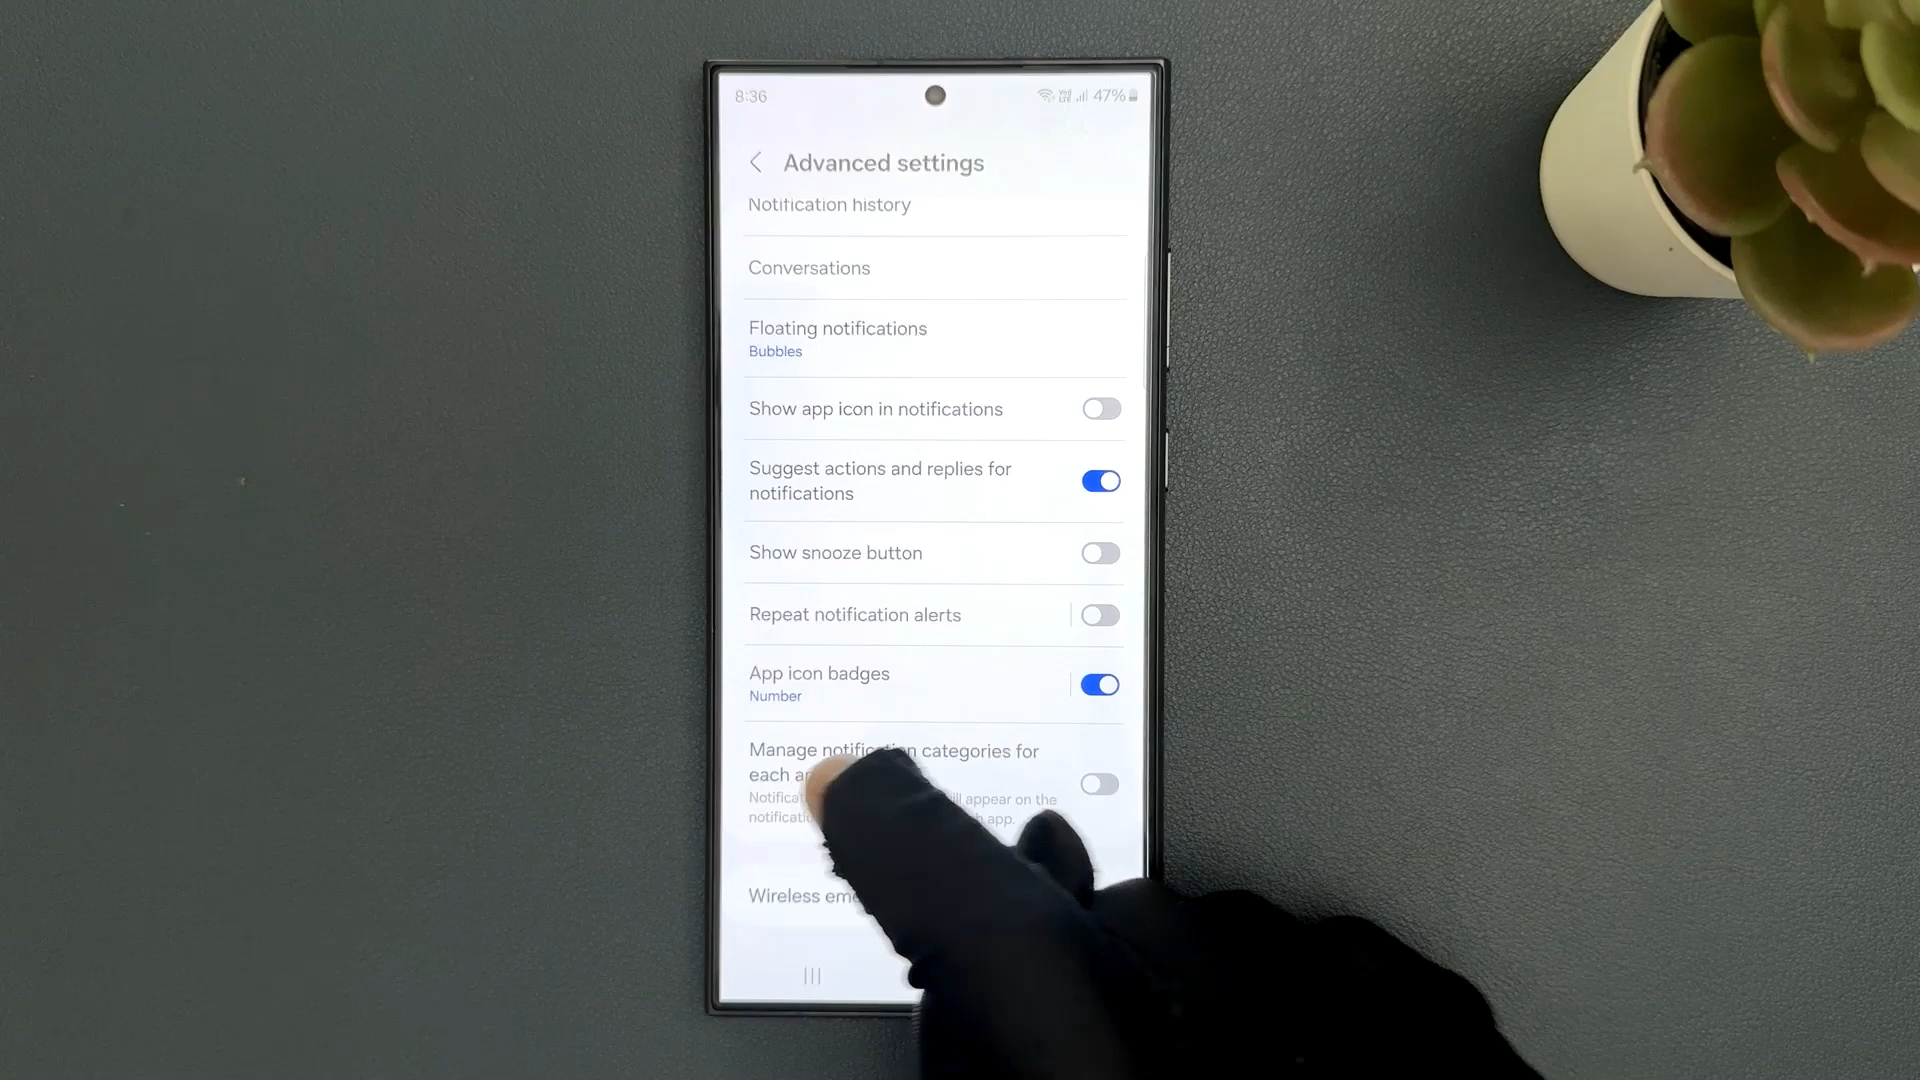 8:36
47%
Advanced settings
Notification history
Conversations
Floating notifications
Bubbles
Show app icon in notifications
Suggest actions and replies for
notifications
Show snooze button
Repeat notification alerts
App icon badges
Number
Manage categories for
each
will appear on the
app.
Wireless